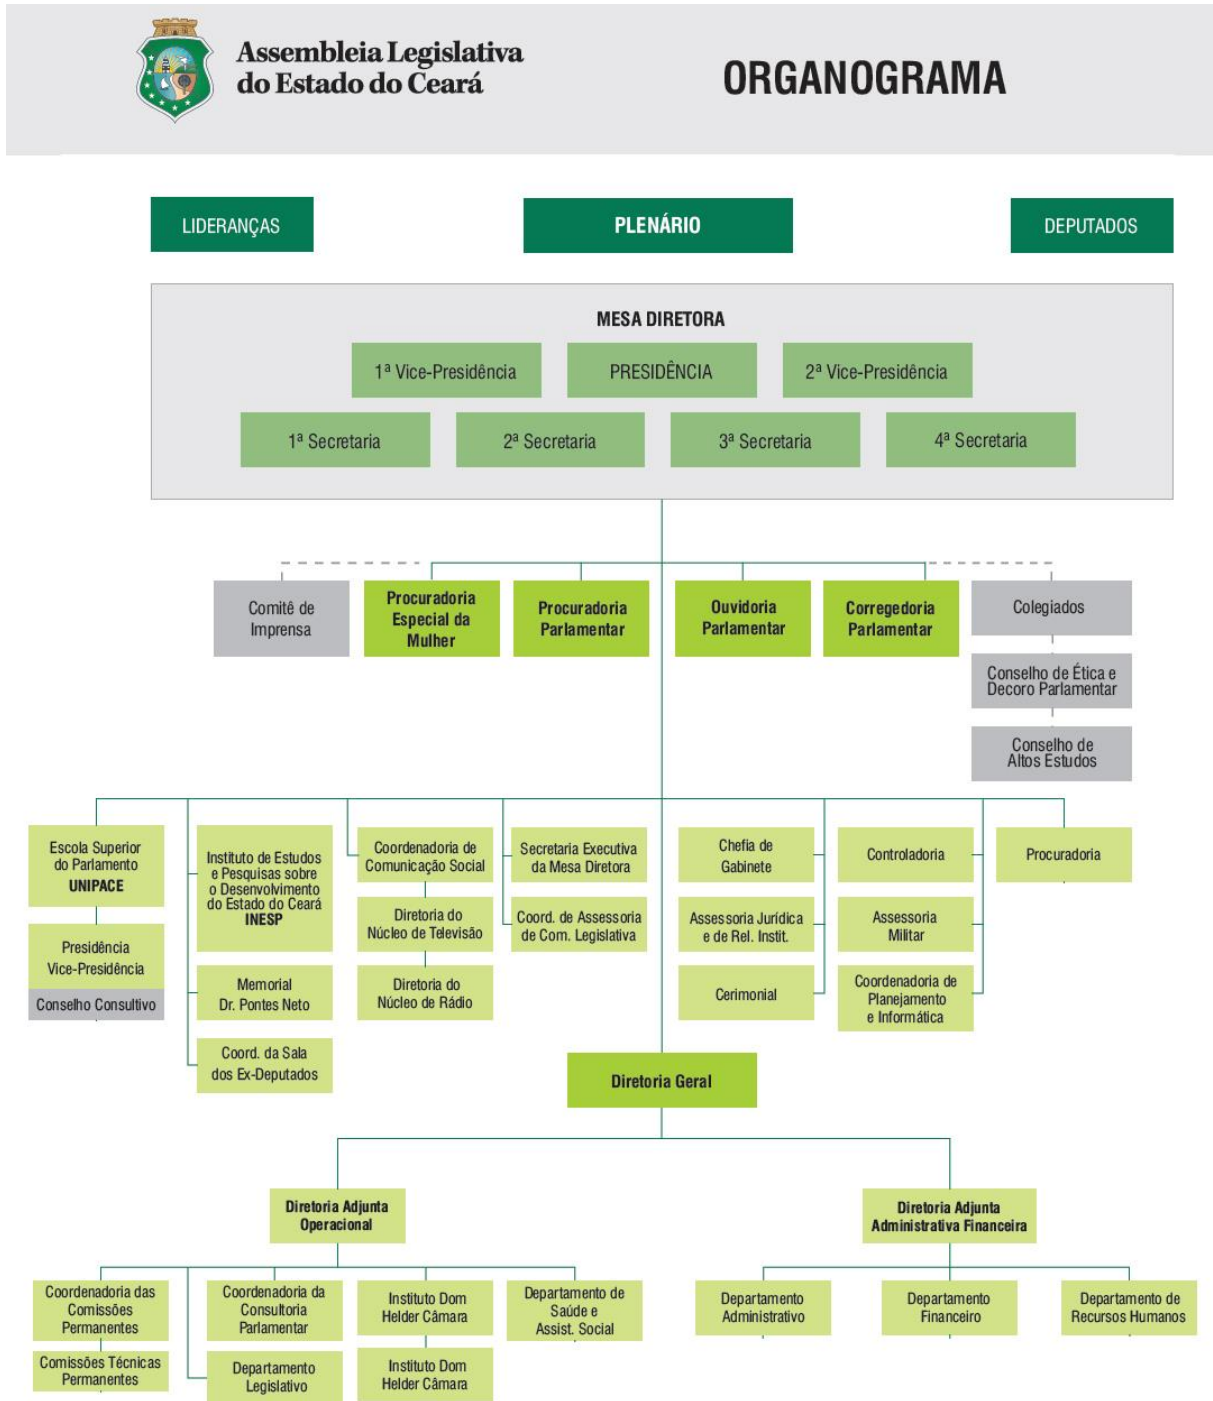 Assembleia Legislativa
do Estado do Ceará
ORGANOGRAMA
LIDERANÇAS
PLENÁRIO
DEPUTADOS
MESA DIRETORA
1ª Vice-Presidência
PRESIDÊNCIA
2ª Vice-Presidência
1ª Secretaria
2ª Secretaria
3ª Secretaria
4ª Secretaria
Comitê de
Imprensa
Procuradoria
Especial da
Mulher
Procuradoria
Parlamentar
Ouvidoria
Parlamentar
Corregedoria
Parlamentar
Colegiados
Conselho de Ética e
Decoro Parlamentar
Conselho de
Altos Estudos
Escola Superior
do Parlamento
UNIPACE
Presidência
Vice-Presidência
Conselho Consultivo
Instituto de Estudos
e Pesquisas sobre
o Desenvolvimento
do Estado do Ceará
INESP
Memorial
Dr. Pontes Neto
Coord. da Sala
dos Ex-Deputados
Coordenadoria de
Comunicação Social
Diretoria do
Núcleo de Televisão
Diretoria do
Núcleo de Rádio
Secretaria Executiva
da Mesa Diretora
Coord. de Assessoria
de Com. Legislativa
Chefia de
Gabinete
Assessoria Jurídica
e de Rel. Instit.
Cerimonial
Controladoria
Assessoria
Militar
Coordenadoria de
Planejamento
e Informática
Procuradoria
Diretoria Geral
Diretoria Adjunta
Operacional
Diretoria Adjunta
Administrativa Financeira
Coordenadoria das
Comissões
Permanentes
Comissões Técnicas
Permanentes
Coordenadoria da
Consultoria
Parlamentar
Departamento
Legislativo
Instituto Dom
Helder Câmara
Instituto Dom
Helder Câmara
Departamento de
Saúde e
Assist. Social
Departamento
Administrativo
Departamento
Financeiro
Departamento de
Recursos Humanos